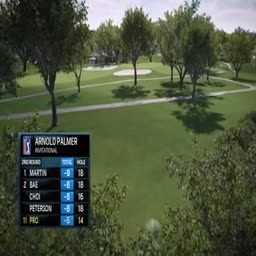 ARNOLD PALMER
INVITATIONAL
2ND ROUND TOTAL HOLE
1 MARTIN -9 18
2 BAE -8 18
CHOI -6 16
PETERSON -6 18
11 PRO -5 14